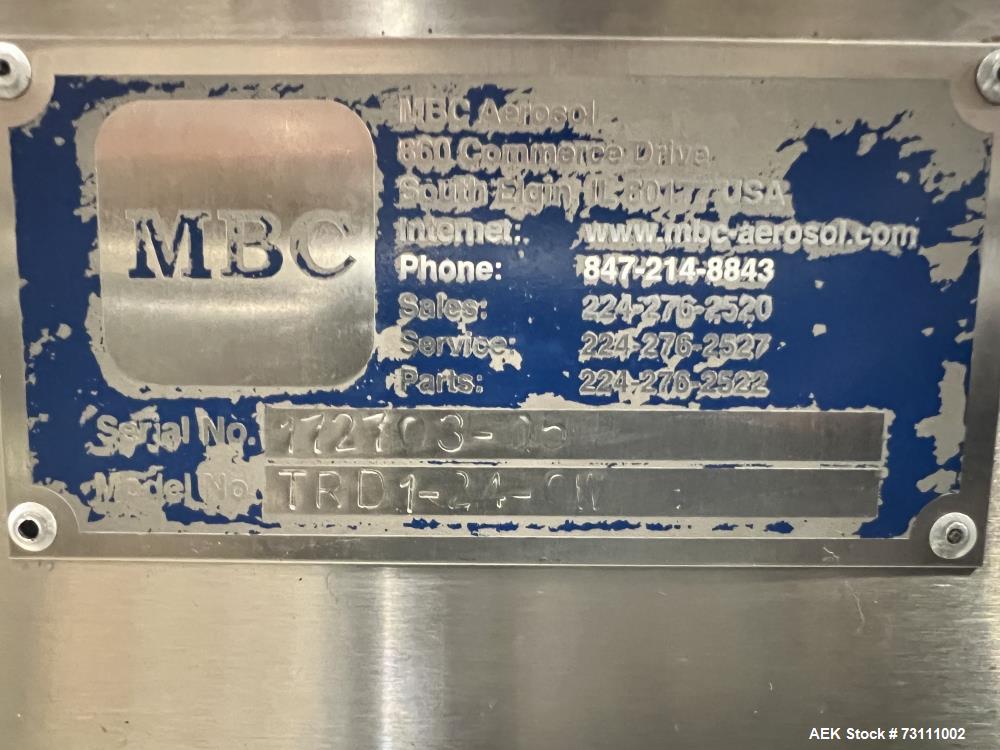 MBC
MBC Aerosol
860 Commerce Drive
South Elgin IL 60177 USA
Internet: www.mbc-aerosol.com
Phone: 847-214-8843
Sales: 224-276-2520
Service: 224-276-2527
Parts: 224-276-2522
Serial No.
Model No. TRD1-24-CW
AEK Stock # 73111002